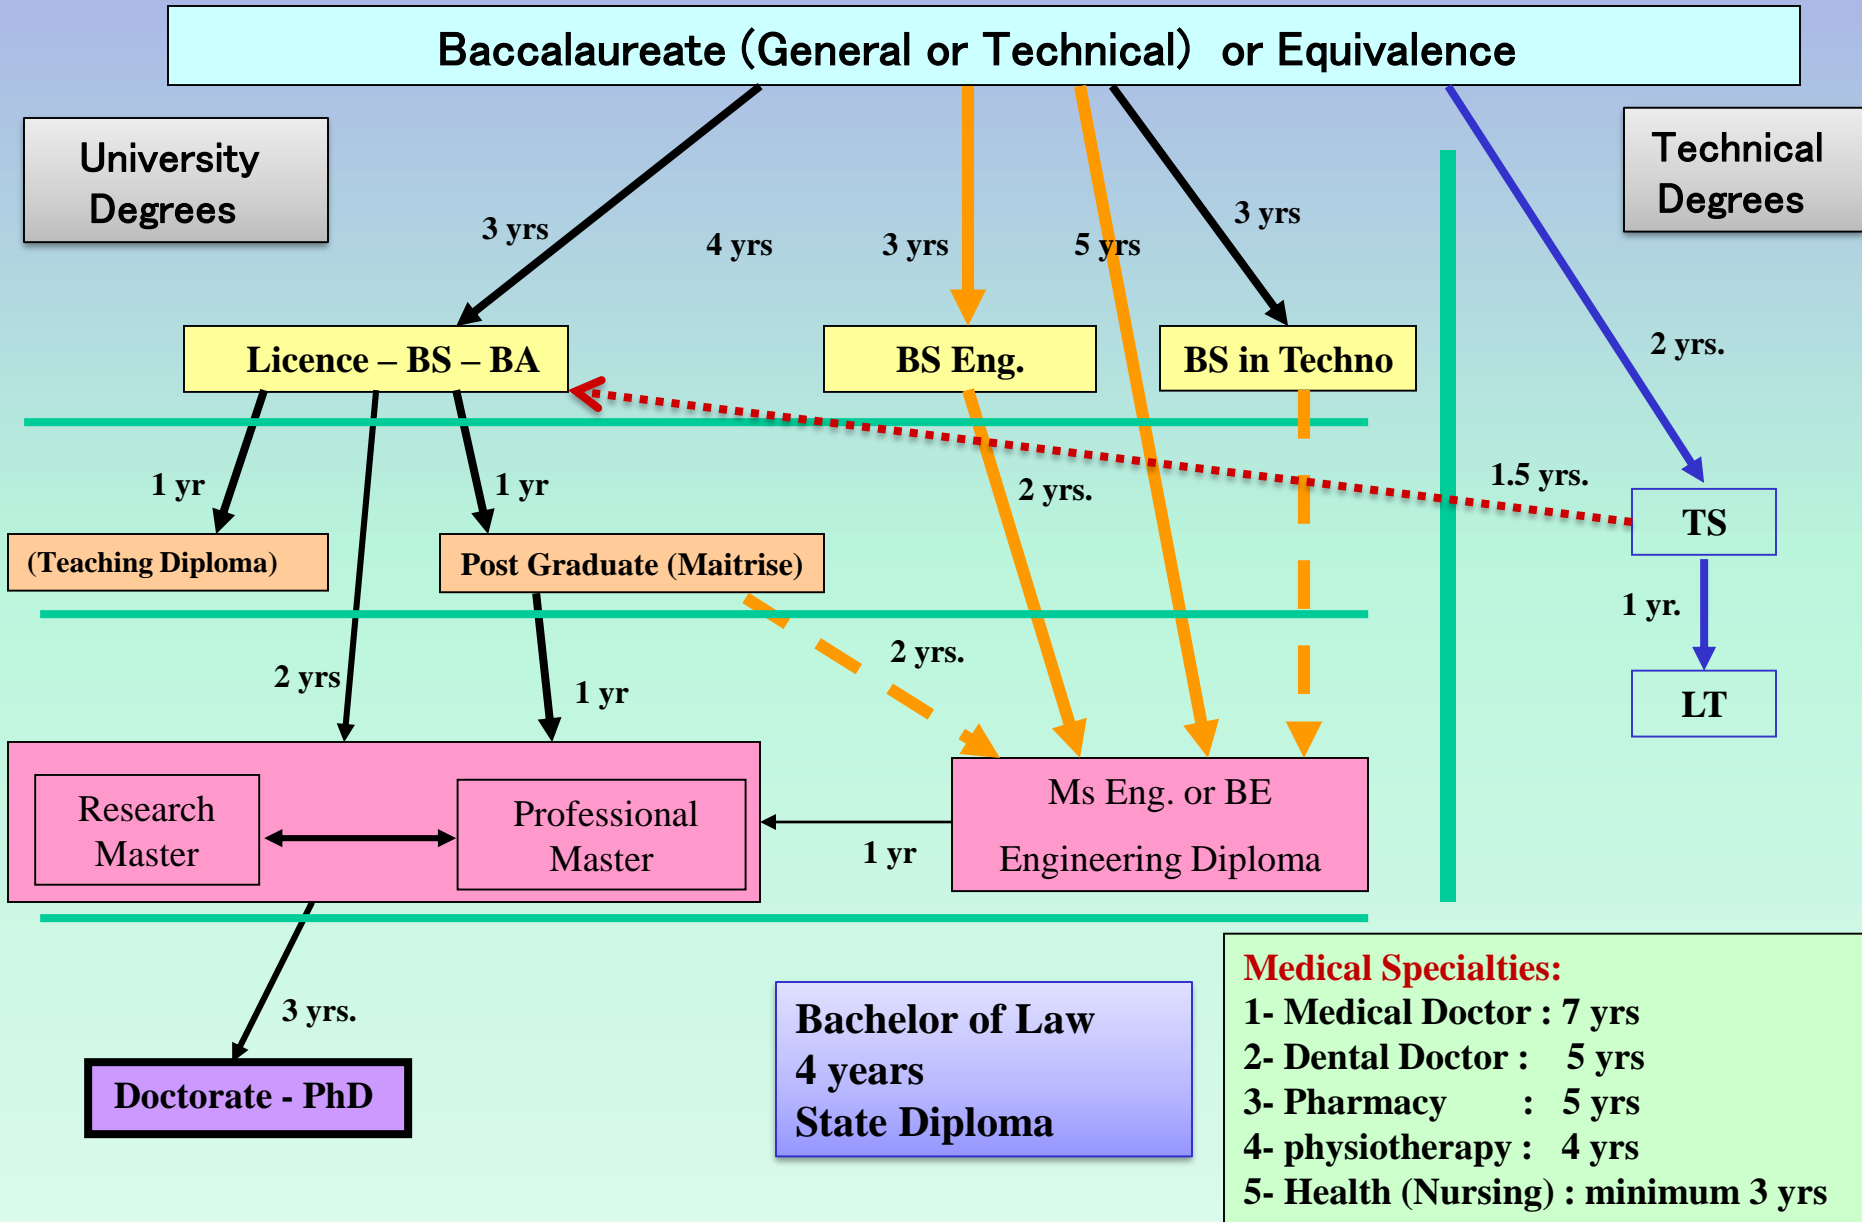 Baccalaureate (General or Technical) or Equivalence
University
Degrees
Technical
Degrees
3 yrs
4 yrs
3 yrs
5 yrs
3 yrs
2 yrs.
Licence – BS – BA
BS Eng.
BS in Techno
1 yr
1 yr
2 yrs.
1.5 yrs.
TS
(Teaching Diploma)
Post Graduate (Maitrise)
1 yr.
2 yrs
1 yr
2 yrs.
LT
Research
Master
Professional
Master
1 yr
Ms Eng. or BE
Engineering Diploma
3 yrs.
Doctorate - PhD
Bachelor of Law
4 years
State Diploma
Medical Specialties:
1- Medical Doctor : 7 yrs
2- Dental Doctor : 5 yrs
3- Pharmacy : 5 yrs
4- physiotherapy : 4 yrs
5- Health (Nursing) : minimum 3 yrs